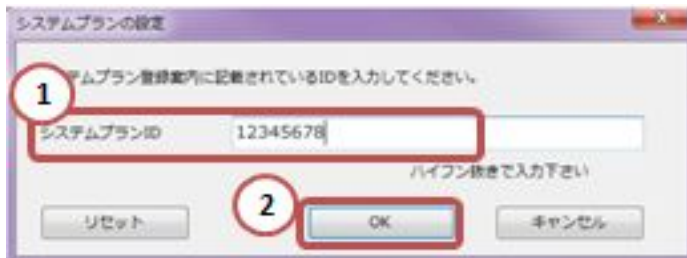 システムプランの設定
ステムプラン登録案内に記載されているIDを入力してください。
1
システムプランID 12345678
ハイフン抜きで入力下さい
2
リセット OK キャンセル